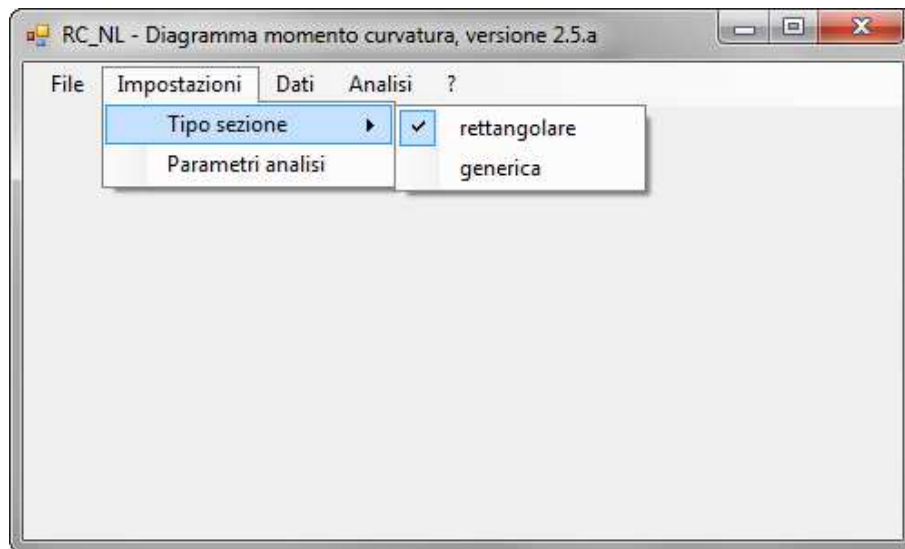 RC_NL - Diagramma momento curvatura, versione 2.5.a
File Impostazioni Dati Analisi ?
Tipo sezione rettangolare
Parametri analisi generica